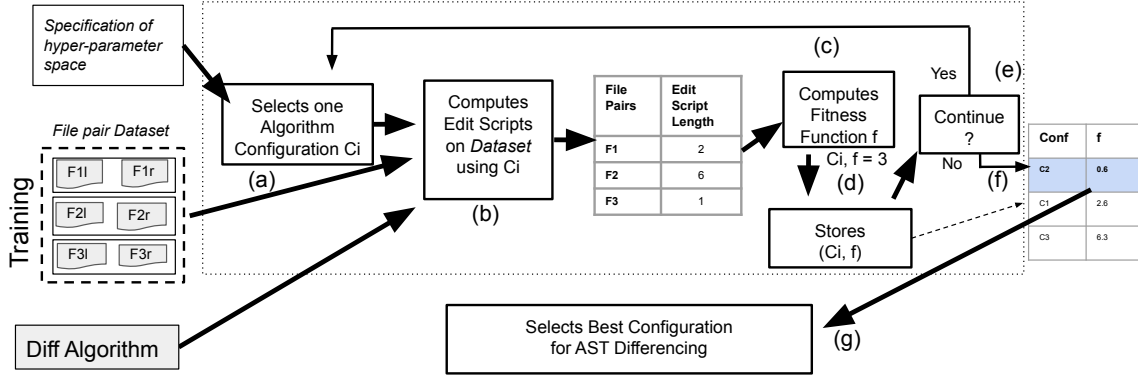 Specification of
hyper-parameter
space
File pair Dataset
Training
F1l F1r
F2l F2r
F3l F3r
Diff Algorithm
Selects one
Algorithm
Configuration Ci
(a)
Computes
Edit Scripts
on Dataset
using Ci
(b)
File Pairs Edit Script Length
F1 2
F2 6
F3 1
(c)
Computes
Fitness
Function f
Ci, f = 3
(d)
Stores
(Ci, f)
Yes
(e)
Continue
?
No
(f)
Conf f
C2 0.6
C1 2.6
C3 6.3
(g)
Selects Best Configuration
for AST Differencing